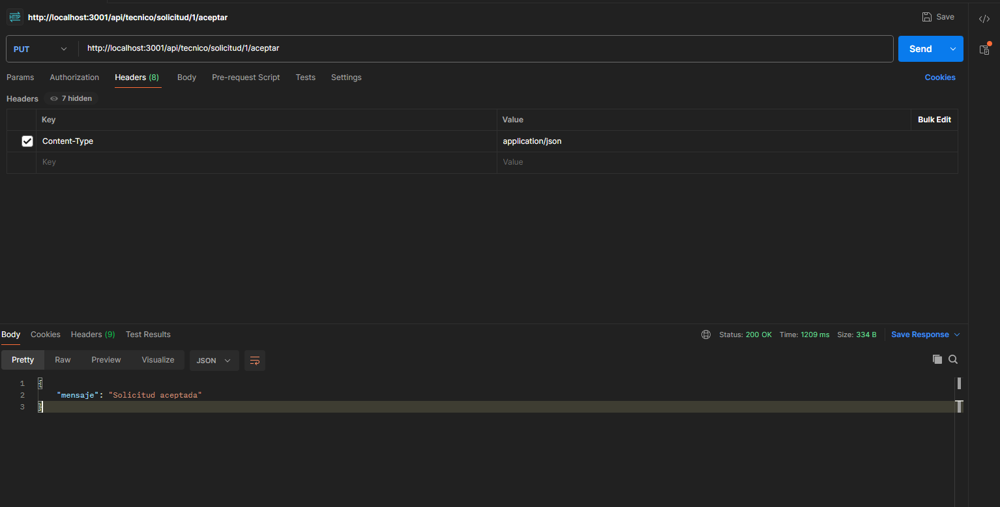 HTTP http://localhost:3001/api/tecnico/solicitud/1/aceptar Save
PUT http://localhost:3001/api/tecnico/solicitud/1/aceptar Send
Params Authorization Headers (8) Body Pre-request Script Tests Settings Cookies
Headers 7 hidden
Key Value Bulk Edit
Content-Type application/json
Key Value
Body Cookies Headers (9) Test Results Status: 200 OK Time: 1209 ms Size: 334 B Save Response
Pretty Raw Preview Visualize JSON
1 {
2 "mensaje": "Solicitud aceptada"
3 }